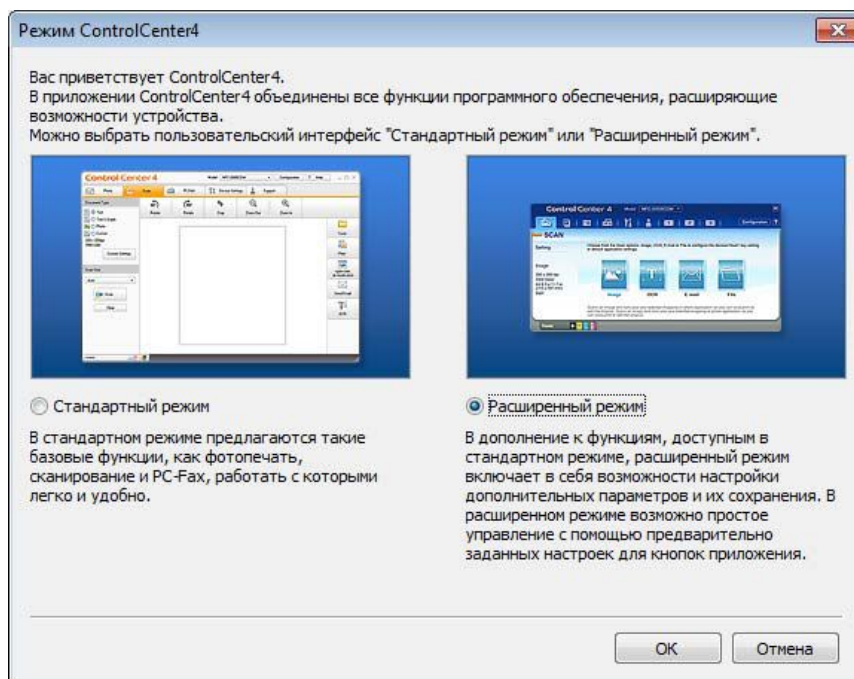 Режим ControlCenter4
Вас приветствует ControlCenter4.
В приложении ControlCenter4 объединены все функции программного обеспечения, расширяющие
возможности устройства.
Можно выбрать пользовательский интерфейс "Стандартный режим" или "Расширенный режим".
Control Center 4
Control Center 4
SCAN
Стандартный режим
В стандартном режиме предлагаются такие
базовые функции, как фотопечать,
сканирование и PC-Fax, работать с которыми
легко и удобно.
Расширенный режим
В дополнение к функциям, доступным в
стандартном режиме, расширенный режим
включает в себя возможности настройки
дополнительных параметров и их сохранения. В
расширенном режиме возможно простое
управление с помощью предварительно
заданных настроек для кнопок приложения.
OK
Отмена